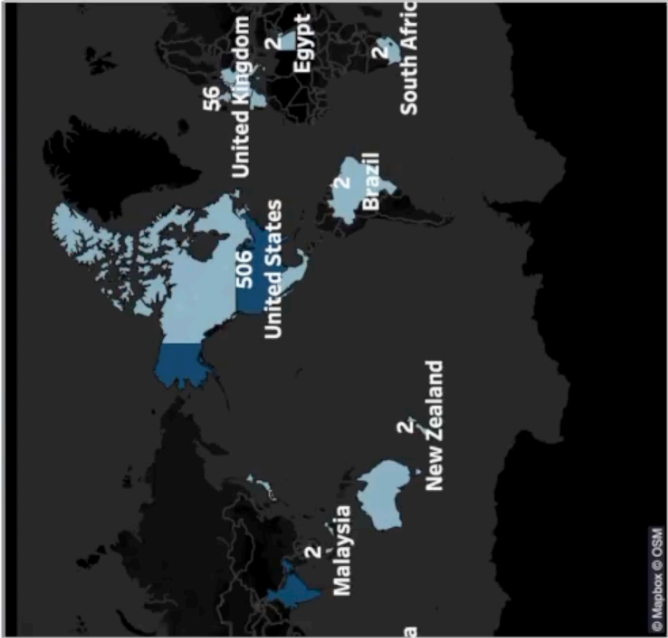 56
United Kingdom
506
United States
2
Egypt
2
Malaysia
2
Brazil
2
South Afric
2
New Zealand
a
© Mapbox © OSM